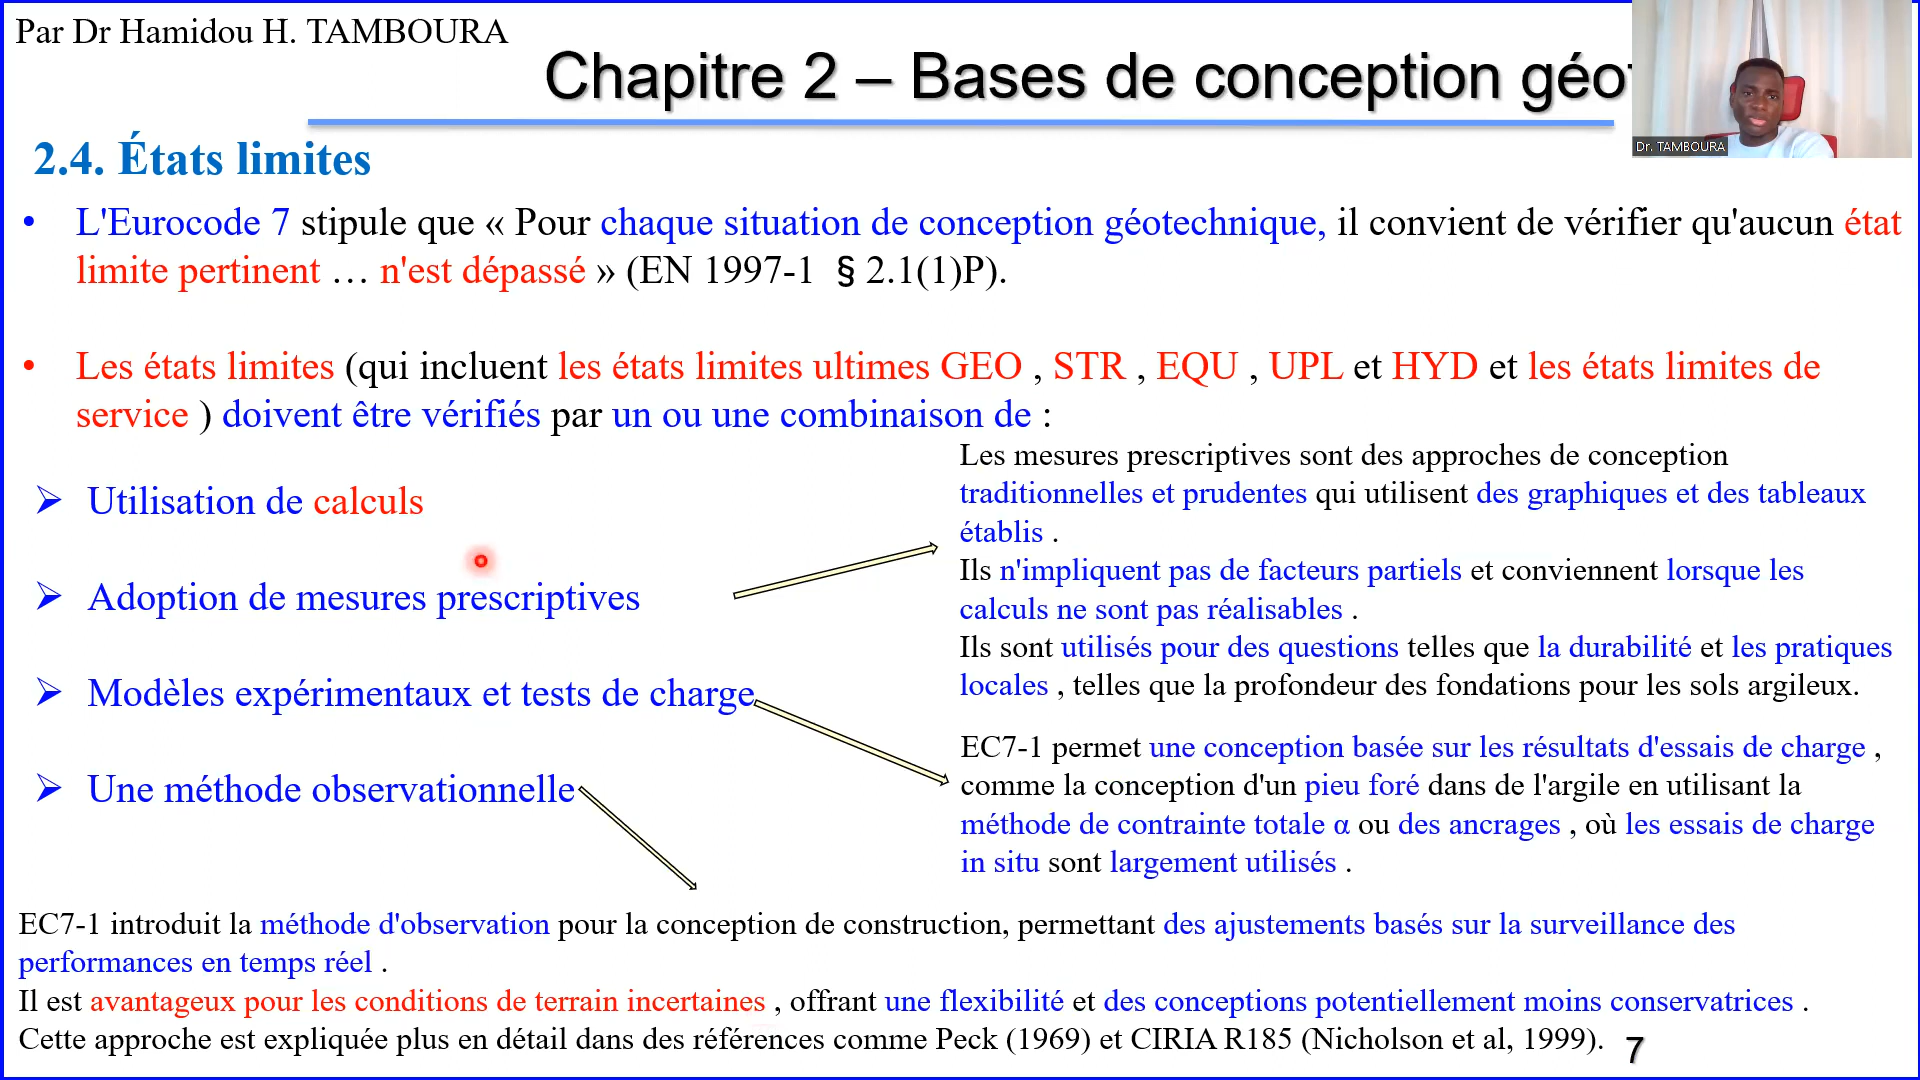 Par Dr Hamidou H. TAMBOURA
Chapitre 2 – Bases de conception géo
Dr. TAMBOURA
2.4. États limites
• L'Eurocode 7 stipule que « Pour chaque situation de conception géotechnique, il convient de vérifier qu'aucun état
limite pertinent … n'est dépassé » (EN 1997-1 § 2.1(1)P).
• Les états limites (qui incluent les états limites ultimes GEO , STR , EQU , UPL et HYD et les états limites de
service ) doivent être vérifiés par un ou une combinaison de :
➢ Utilisation de calculs
➢ Adoption de mesures prescriptives
➢ Modèles expérimentaux et tests de charge
➢ Une méthode observationnelle
Les mesures prescriptives sont des approches de conception
traditionnelles et prudentes qui utilisent des graphiques et des tableaux
établis .
Ils n'impliquent pas de facteurs partiels et conviennent lorsque les
calculs ne sont pas réalisables .
Ils sont utilisés pour des questions telles que la durabilité et les pratiques
locales , telles que la profondeur des fondations pour les sols argileux.
EC7-1 permet une conception basée sur les résultats d'essais de charge ,
comme la conception d'un pieu foré dans de l'argile en utilisant la
méthode de contrainte totale α ou des ancrages , où les essais de charge
in situ sont largement utilisés .
EC7-1 introduit la méthode d'observation pour la conception de construction, permettant des ajustements basés sur la surveillance des
performances en temps réel .
Il est avantageux pour les conditions de terrain incertaines , offrant une flexibilité et des conceptions potentiellement moins conservatrices .
Cette approche est expliquée plus en détail dans des références comme Peck (1969) et CIRIA R185 (Nicholson et al, 1999).
7